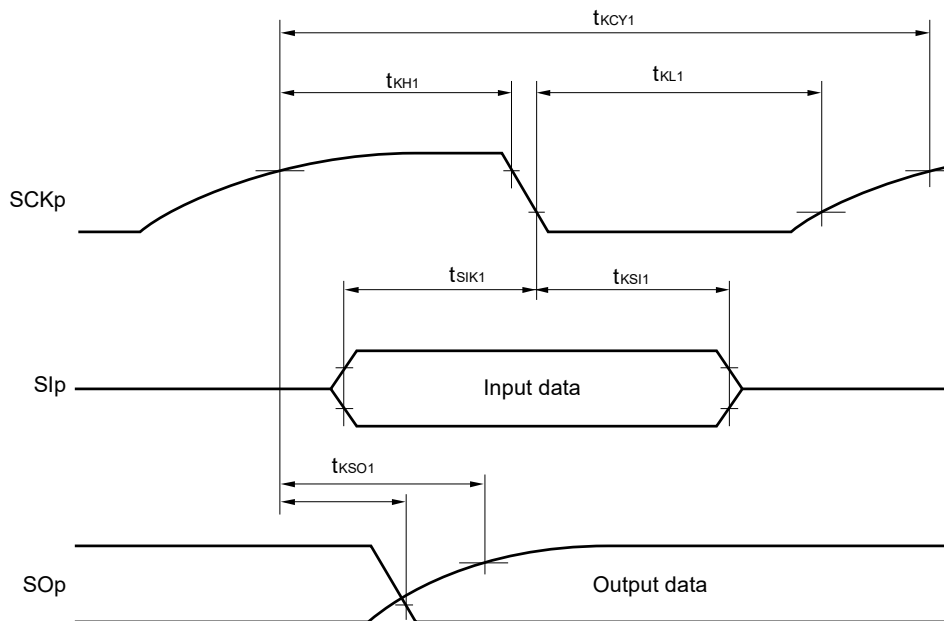 tKCY1
tKH1
tKL1
SCKp
tSIK1
tKSI1
SIp
Input data
tKSO1
SOp
Output data